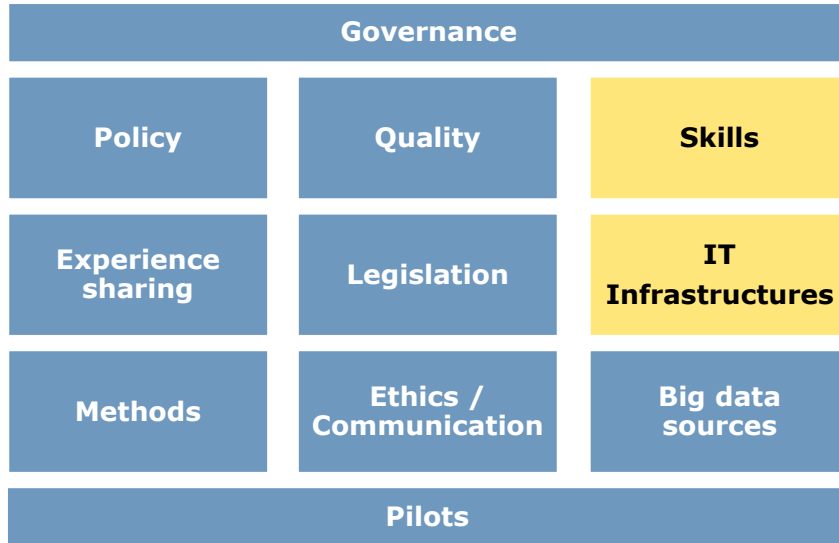 Governance
Policy
Quality
Skills
Experience
sharing
Legislation
IT
Infrastructures
Methods
Ethics /
Communication
Big data
sources
Pilots